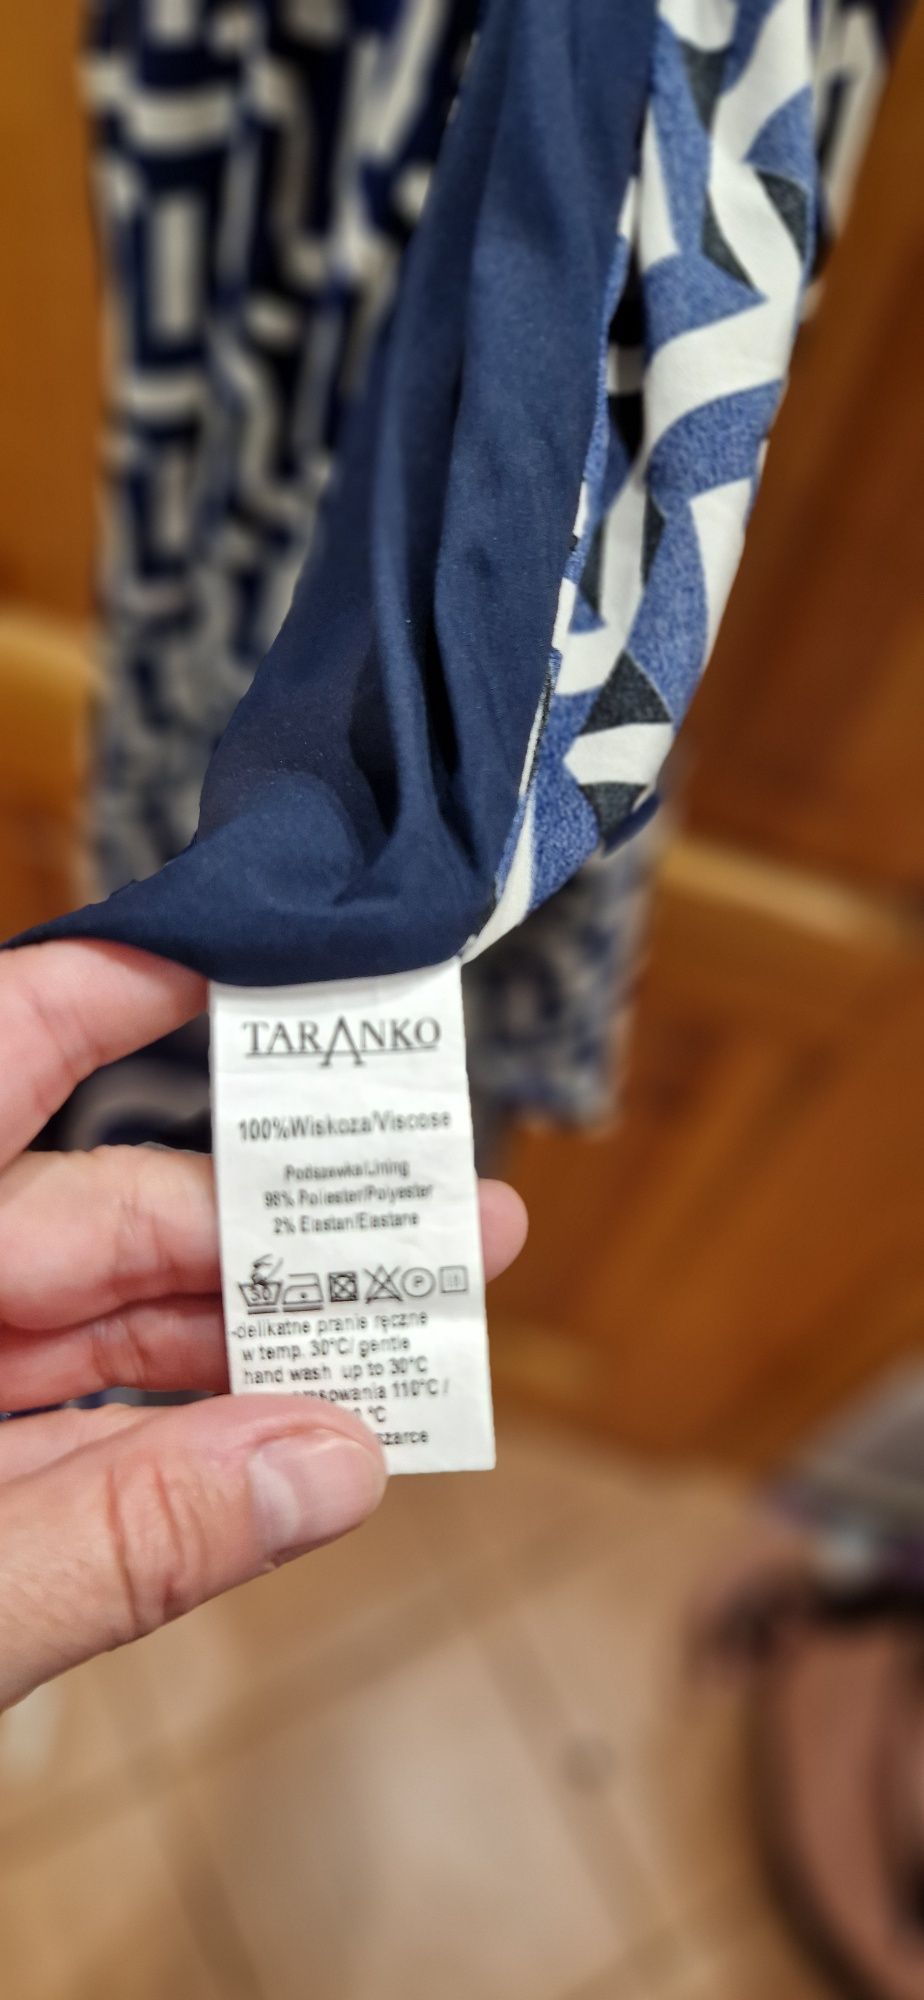 TARANKO
100%Wiskoza/Viscose
Podszewka/Lining
98% Poliester/Polyester
2% Elastan/Elastane
30 P
-delikatne pranie ręczne
w temp. 30°C/ gentle
hand wash up to 30°C
110°C /
°C